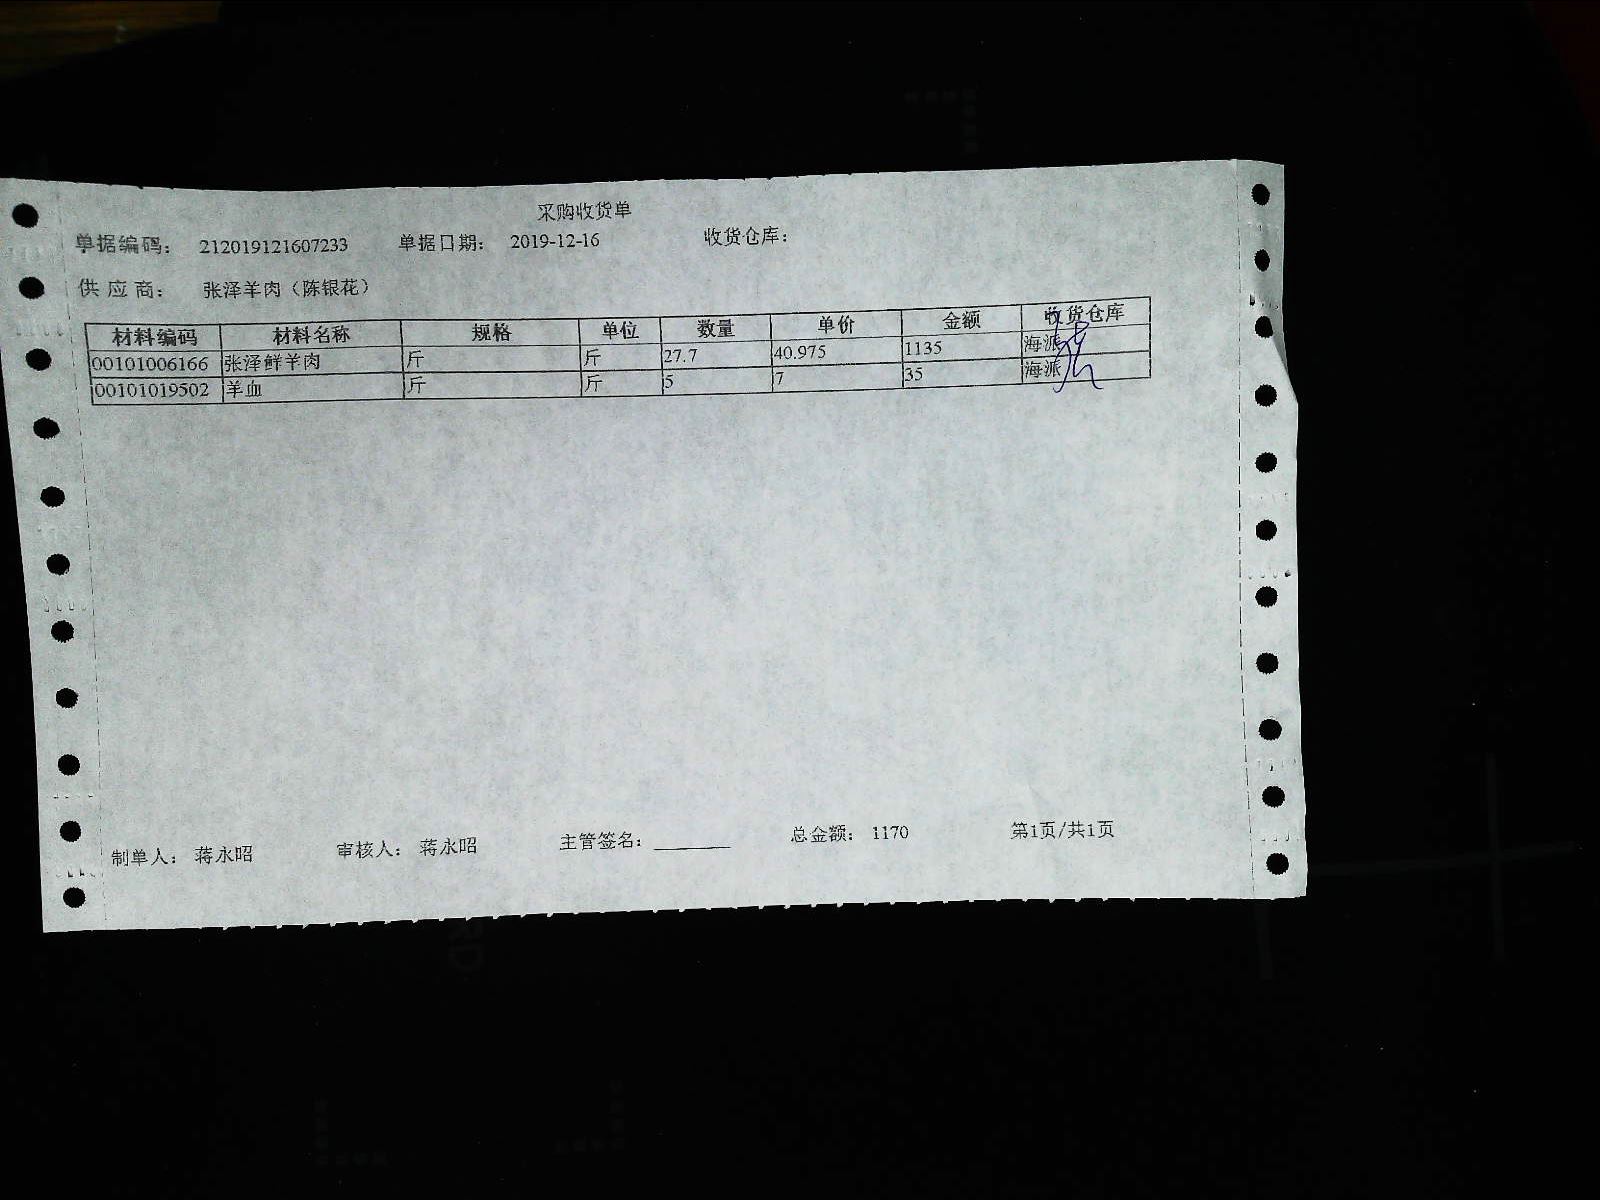 采购收货单
单据编码： 212019121607233 单据日期： 2019-12-16 收货仓库：
供 应 商： 张泽羊肉（陈银花）
材料编码 材料名称 规格 单位 数量 单价 金额 收货仓库
00101006166 张泽鲜羊肉 斤 斤 27.7 40.975 1135 海派
00101019502 羊血 斤 斤 5 7 35 海派
制单人： 蒋永昭 审核人： 蒋永昭 主管签名：________ 总金额： 1170 第1页/共1页